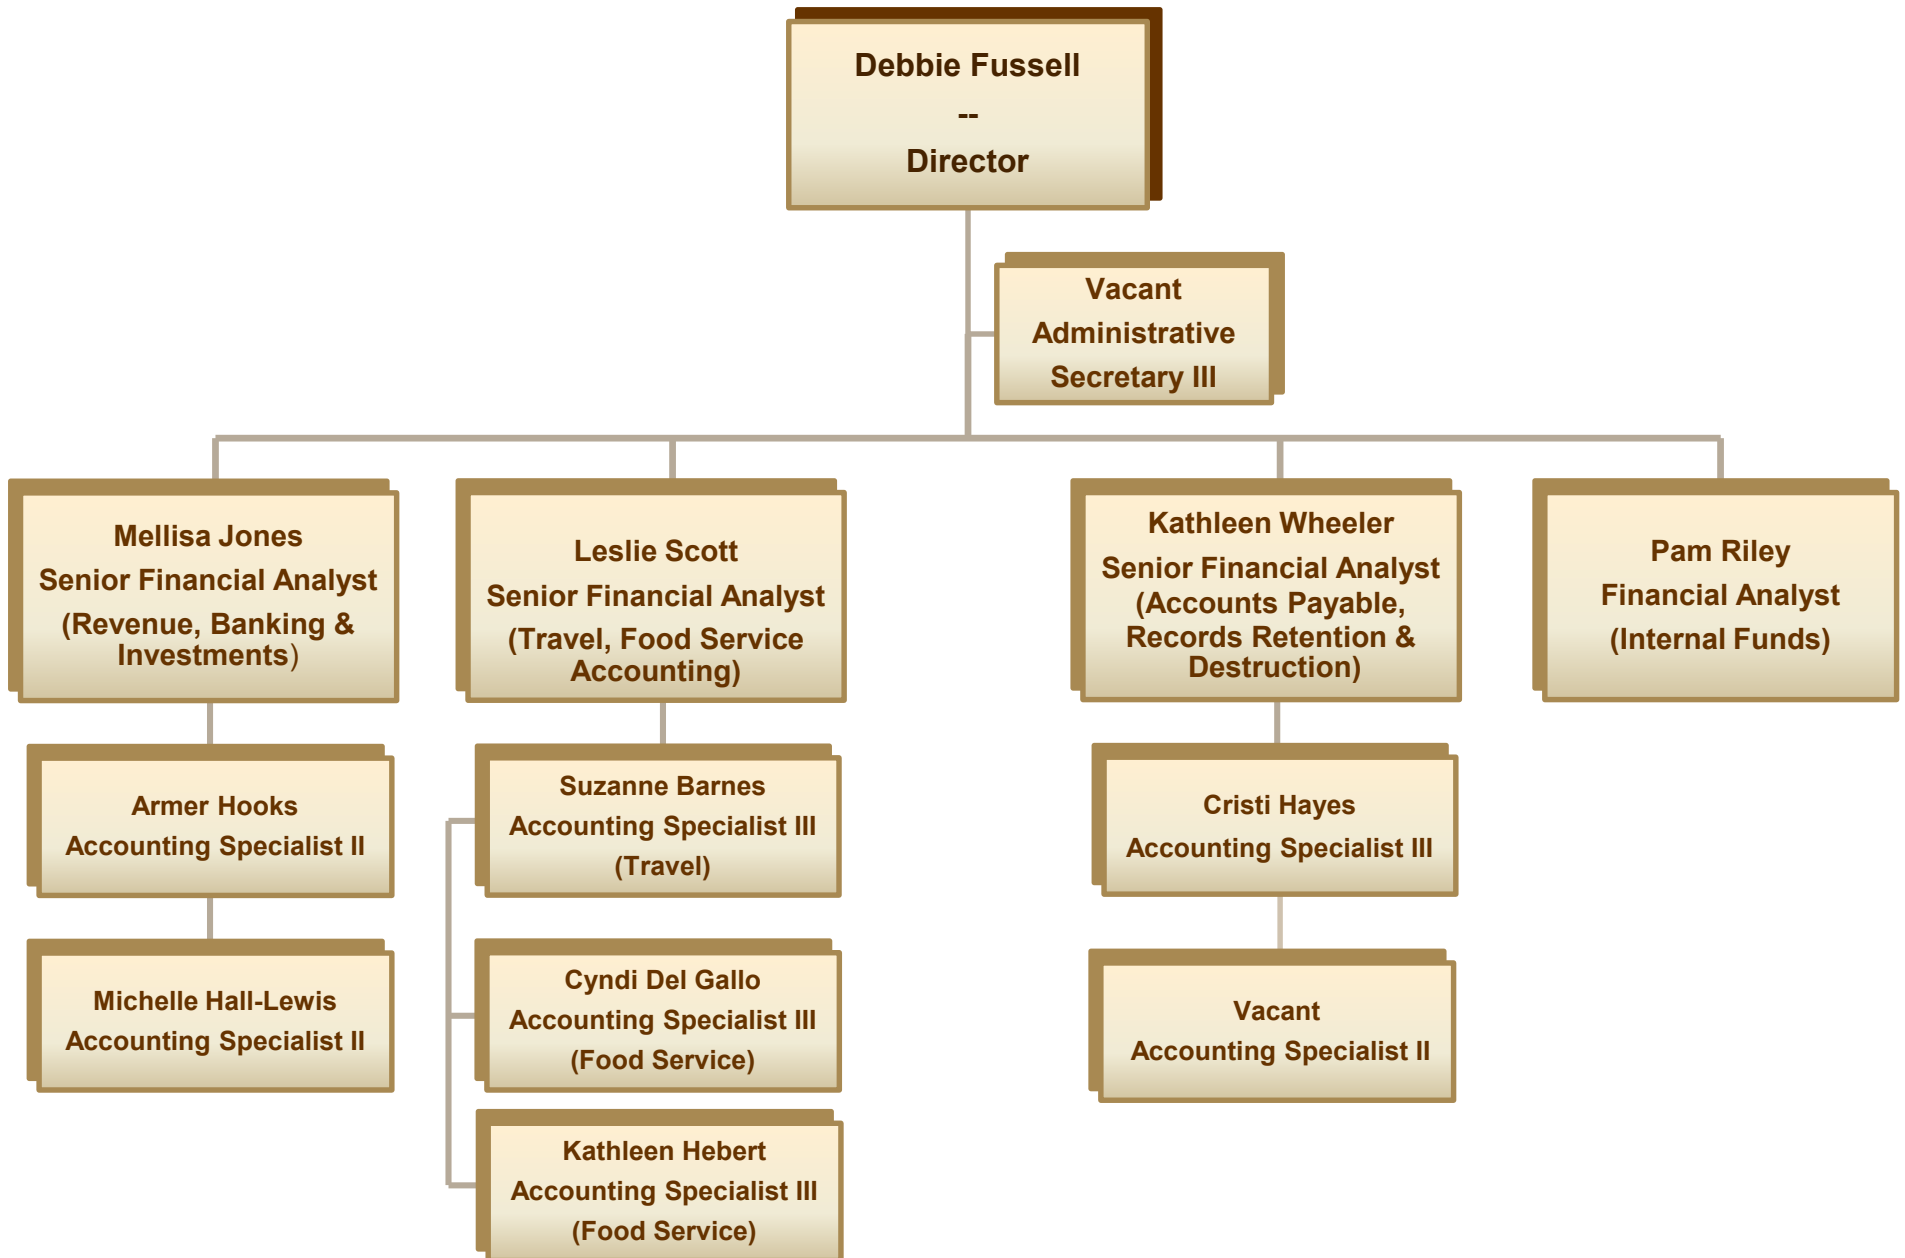 Debbie Fussell
--
Director
Vacant
Administrative
Secretary III
Mellisa Jones
Senior Financial Analyst
(Revenue, Banking &
Investments)
Leslie Scott
Senior Financial Analyst
(Travel, Food Service
Accounting)
Kathleen Wheeler
Senior Financial Analyst
(Accounts Payable,
Records Retention &
Destruction)
Pam Riley
Financial Analyst
(Internal Funds)
Armer Hooks
Accounting Specialist II
Suzanne Barnes
Accounting Specialist III
(Travel)
Cristi Hayes
Accounting Specialist III
Michelle Hall-Lewis
Accounting Specialist II
Cyndi Del Gallo
Accounting Specialist III
(Food Service)
Vacant
Accounting Specialist II
Kathleen Hebert
Accounting Specialist III
(Food Service)